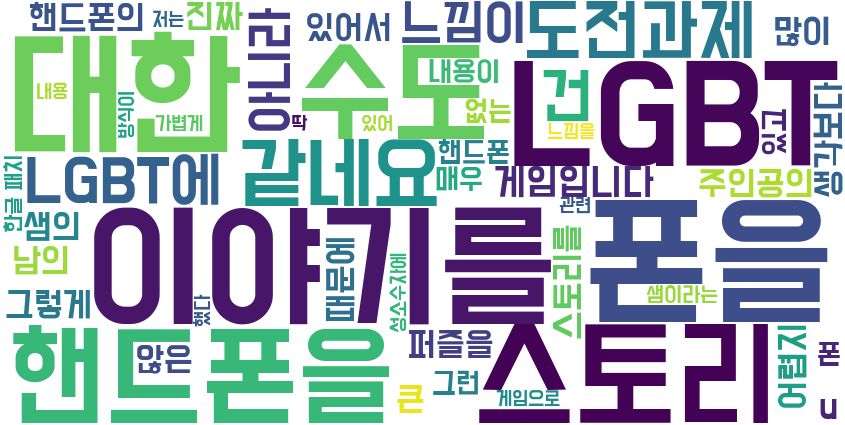 핸드폰의 저는 진짜 있어서 느낌이 도전과제 많이
대한 수도 LGBT
내용 방식이 가볍게 아니라 딱 있어 내용이 없는 건 느낌을 있고 생각보다
한글 패치 LGBT에 같네요 핸드폰 매우 게임입니다 주인공의
샘의 관련
남의 이야기를 때문에 성소수자에 스토리를 폰을 샘이라는
그렇게 했다
핸드폰을 않은 퍼즐을 스토리 어렵지 폰
큰 그런 게임으로 ㄷ